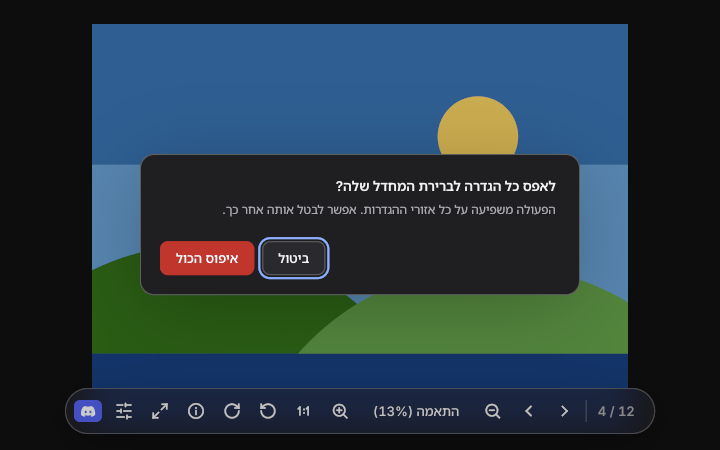 לאפס כל הגדרה לברירת המחדל שלה?
הפעולה משפיעה על כל אזורי ההגדרות. אפשר לבטל אותה אחר כך.
ביטול
איפוס הכול
4 / 12
התאמה (13%)
1:1